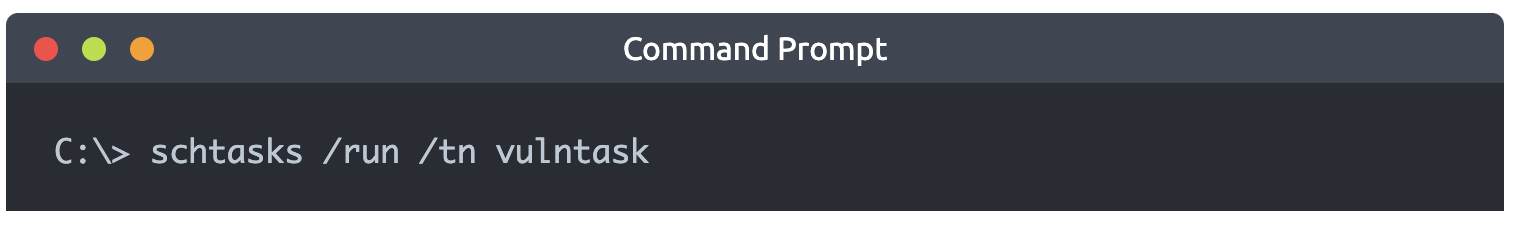 Command Prompt
C:\> schtasks /run /tn vulntask